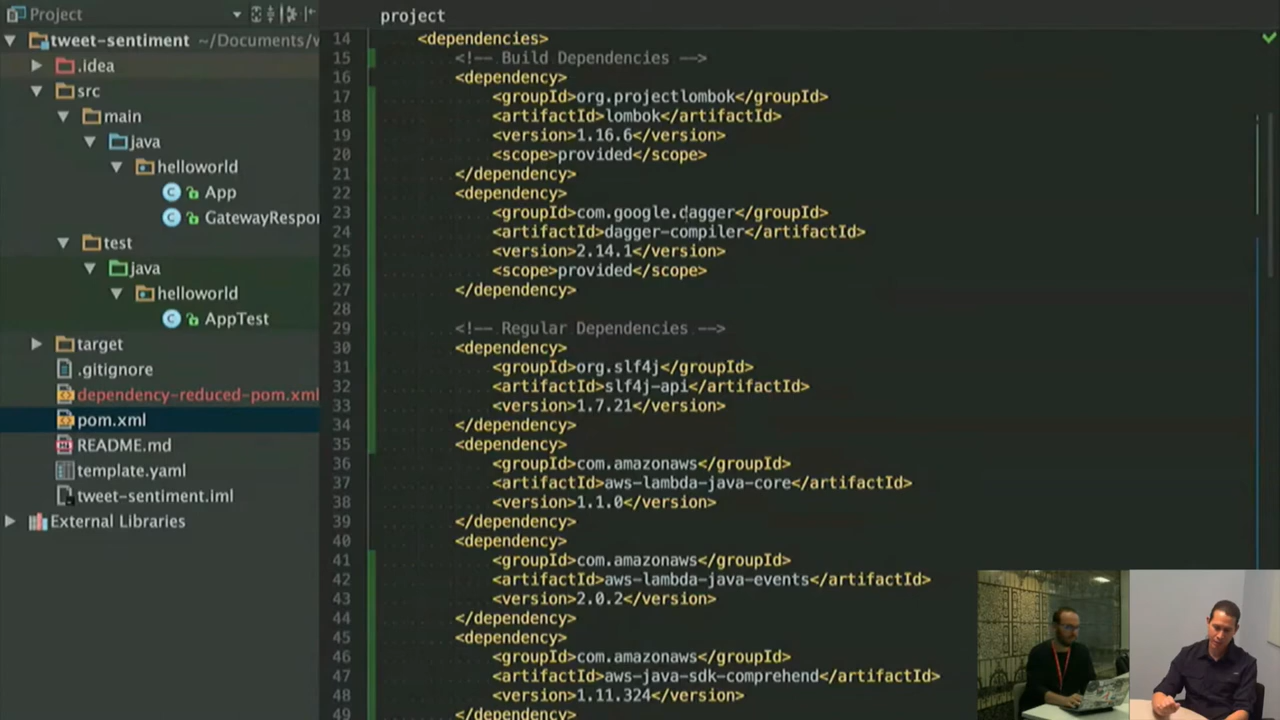 Project
tweet-sentiment ~/Documents/v
.idea
src
main
java
helloworld
App
GatewayRespon
test
java
helloworld
AppTest
target
.gitignore
dependency-reduced-pom.xml
pom.xml
README.md
template.yaml
tweet-sentiment.iml
External Libraries
project
14 <dependencies>
15 <!-- Build Dependencies -->
16 <dependency>
17 <groupId>org.projectlombok</groupId>
18 <artifactId>lombok</artifactId>
19 <version>1.16.6</version>
20 <scope>provided</scope>
21 </dependency>
22 <dependency>
23 <groupId>com.google.dagger</groupId>
24 <artifactId>dagger-compiler</artifactId>
25 <version>2.14.1</version>
26 <scope>provided</scope>
27 </dependency>
28
29 <!-- Regular Dependencies -->
30 <dependency>
31 <groupId>org.slf4j</groupId>
32 <artifactId>slf4j-api</artifactId>
33 <version>1.7.21</version>
34 </dependency>
35 <dependency>
36 <groupId>com.amazonaws</groupId>
37 <artifactId>aws-lambda-java-core</artifactId>
38 <version>1.1.0</version>
39 </dependency>
40 <dependency>
41 <groupId>com.amazonaws</groupId>
42 <artifactId>aws-lambda-java-events</artifactId>
43 <version>2.0.2</version>
44 </dependency>
45 <dependency>
46 <groupId>com.amazonaws</groupId>
47 <artifactId>aws-java-sdk-comprehend</artifactId>
48 <version>1.11.324</version>
49 </dependency>